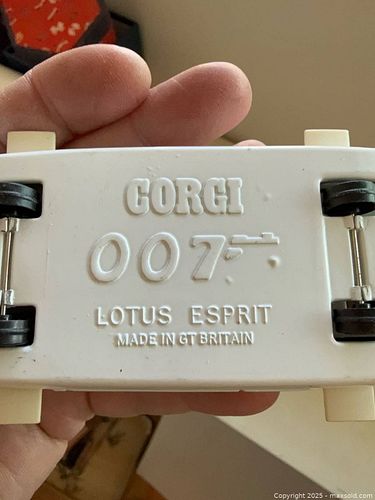 CORGI
007
LOTUS ESPRIT
MADE IN GT BRITAIN
Copyright 2025 - maxsold.com